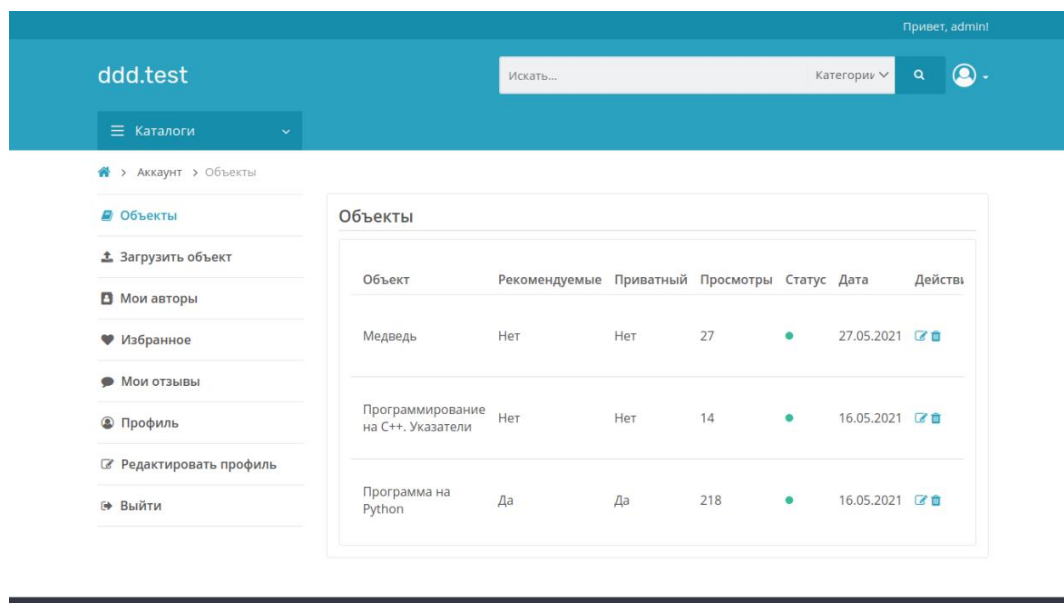 Привет, admin!
ddd.test
Искать...
Категории
Каталоги
> Аккаунт > Объекты
Объекты
Загрузить объект
Мои авторы
Избранное
Мои отзывы
Профиль
Редактировать профиль
Выйти
Объекты
Объект Рекомендуемые Приватный Просмотры Статус Дата Действи
Медведь Нет Нет 27 27.05.2021
Программирование
на C++. Указатели
Нет Нет 14 16.05.2021
Программа на
Python
Да Да 218 16.05.2021